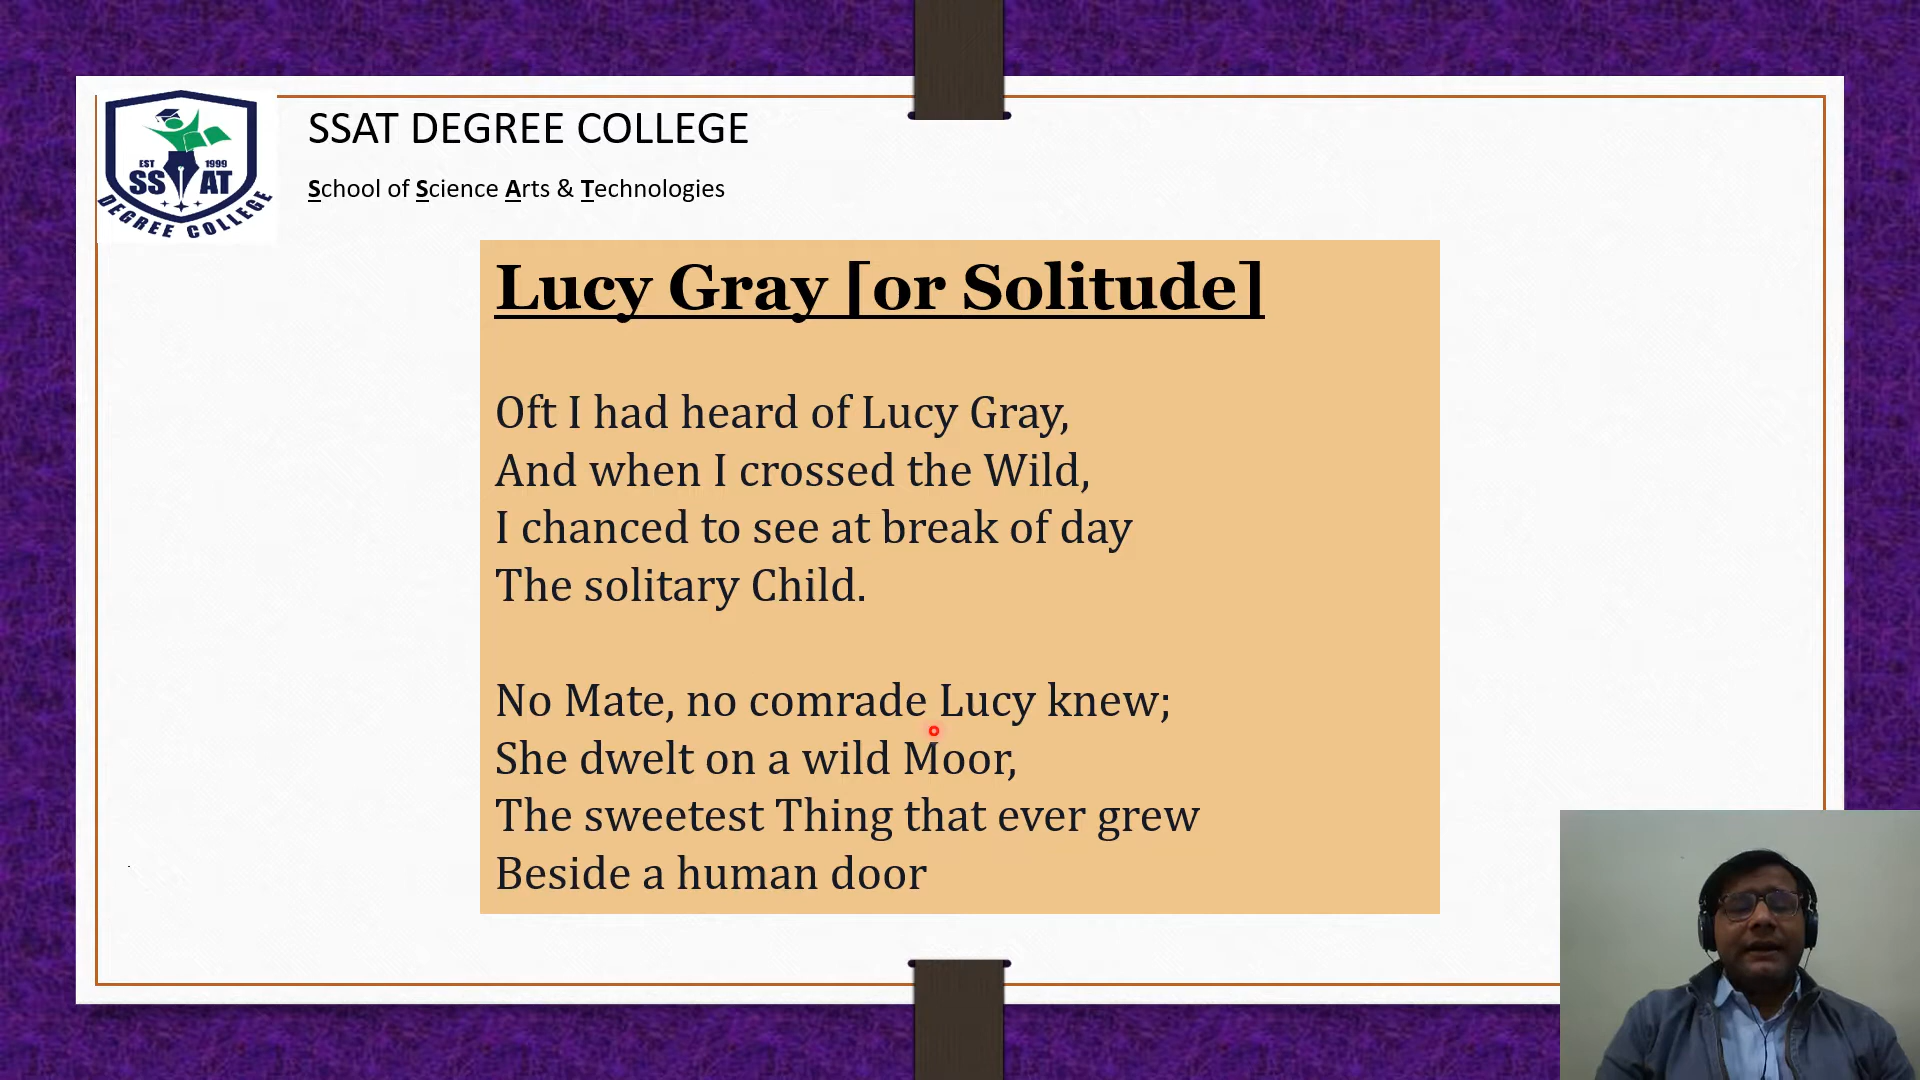 EST 1999
SS AT
DEGREE COLLEGE
SSAT DEGREE COLLEGE
School of Science Arts & Technologies
Lucy Gray [or Solitude]
Oft I had heard of Lucy Gray,
And when I crossed the Wild,
I chanced to see at break of day
The solitary Child.
No Mate, no comrade Lucy knew;
She dwelt on a wild Moor,
The sweetest Thing that ever grew
Beside a human door